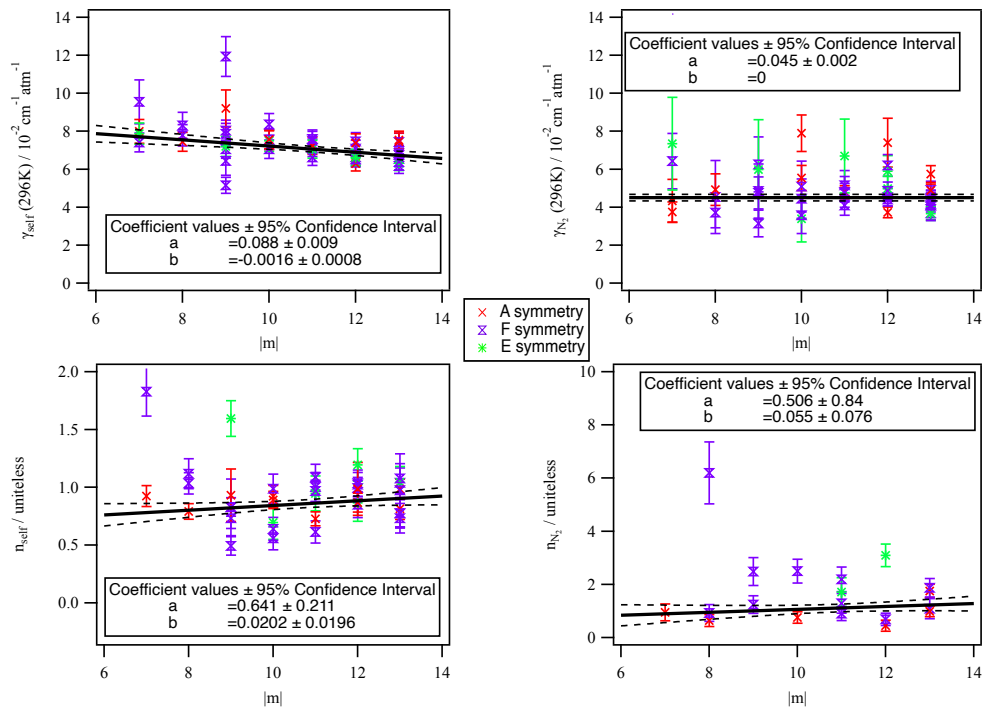 14
12
10
8
6
4
2
0
γself (296K) / 10⁻² cm⁻¹ atm⁻¹
Coefficient values ± 95% Confidence Interval
a =0.088 ± 0.009
b =-0.0016 ± 0.0008
6 8 10 12 14
|m|
14
12
10
8
6
4
2
0
γN₂ (296K) / 10⁻² cm⁻¹ atm⁻¹
Coefficient values ± 95% Confidence Interval
a =0.045 ± 0.002
b =0
6 8 10 12 14
|m|
A symmetry
F symmetry
E symmetry
2.0
1.5
1.0
0.5
0.0
nself / uniteless
Coefficient values ± 95% Confidence Interval
a =0.641 ± 0.211
b =0.0202 ± 0.0196
6 8 10 12 14
|m|
10
8
6
4
2
0
nN₂ / uniteless
Coefficient values ± 95% Confidence Interval
a =0.506 ± 0.84
b =0.055 ± 0.076
6 8 10 12 14
|m|